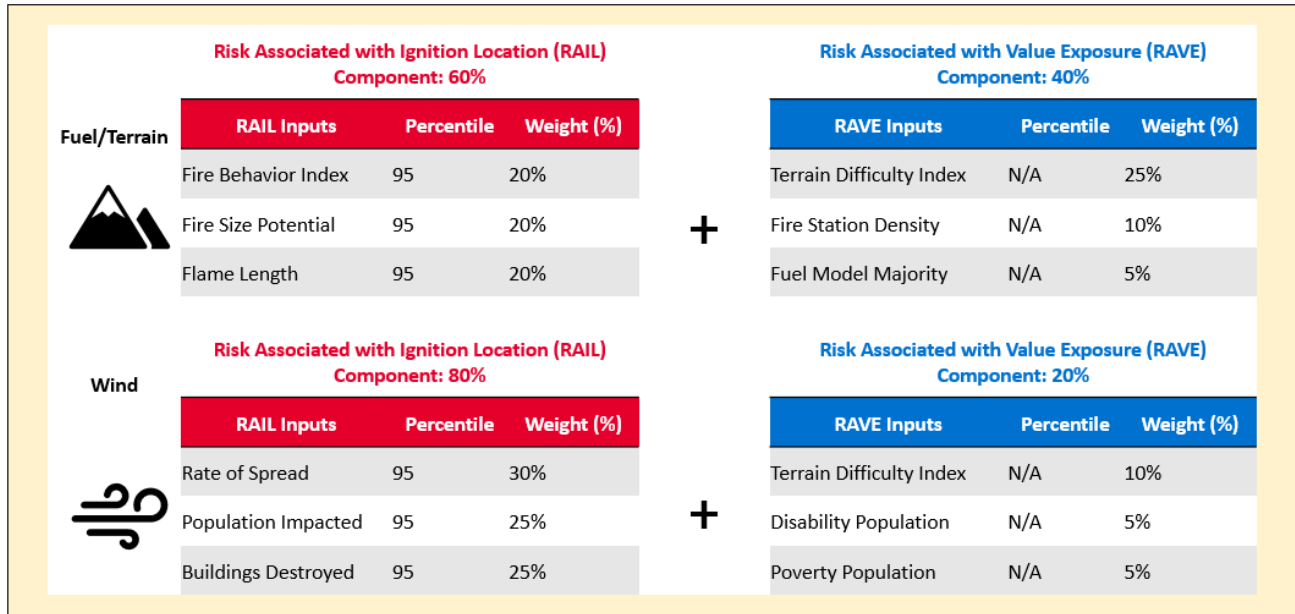 Risk Associated with Ignition Location (RAIL)
Component: 60%
Risk Associated with Value Exposure (RAVE)
Component: 40%
Fuel/Terrain
RAIL Inputs Percentile Weight (%)
Fire Behavior Index 95 20%
Fire Size Potential 95 20%
Flame Length 95 20%
+
RAVE Inputs Percentile Weight (%)
Terrain Difficulty Index N/A 25%
Fire Station Density N/A 10%
Fuel Model Majority N/A 5%
Risk Associated with Ignition Location (RAIL)
Component: 80%
Risk Associated with Value Exposure (RAVE)
Component: 20%
Wind
RAIL Inputs Percentile Weight (%)
Rate of Spread 95 30%
Population Impacted 95 25%
Buildings Destroyed 95 25%
+
RAVE Inputs Percentile Weight (%)
Terrain Difficulty Index N/A 10%
Disability Population N/A 5%
Poverty Population N/A 5%